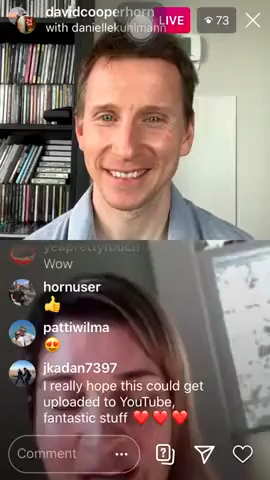 davidcooperhorn
LIVE
73
with daniellekuhlmann
yeaprettymuch
Wow
hornuser
👍
pattiwilma
😍
jkadan7397
I really hope this could get
uploaded to YouTube,
fantastic stuff ❤️❤️❤️
Comment